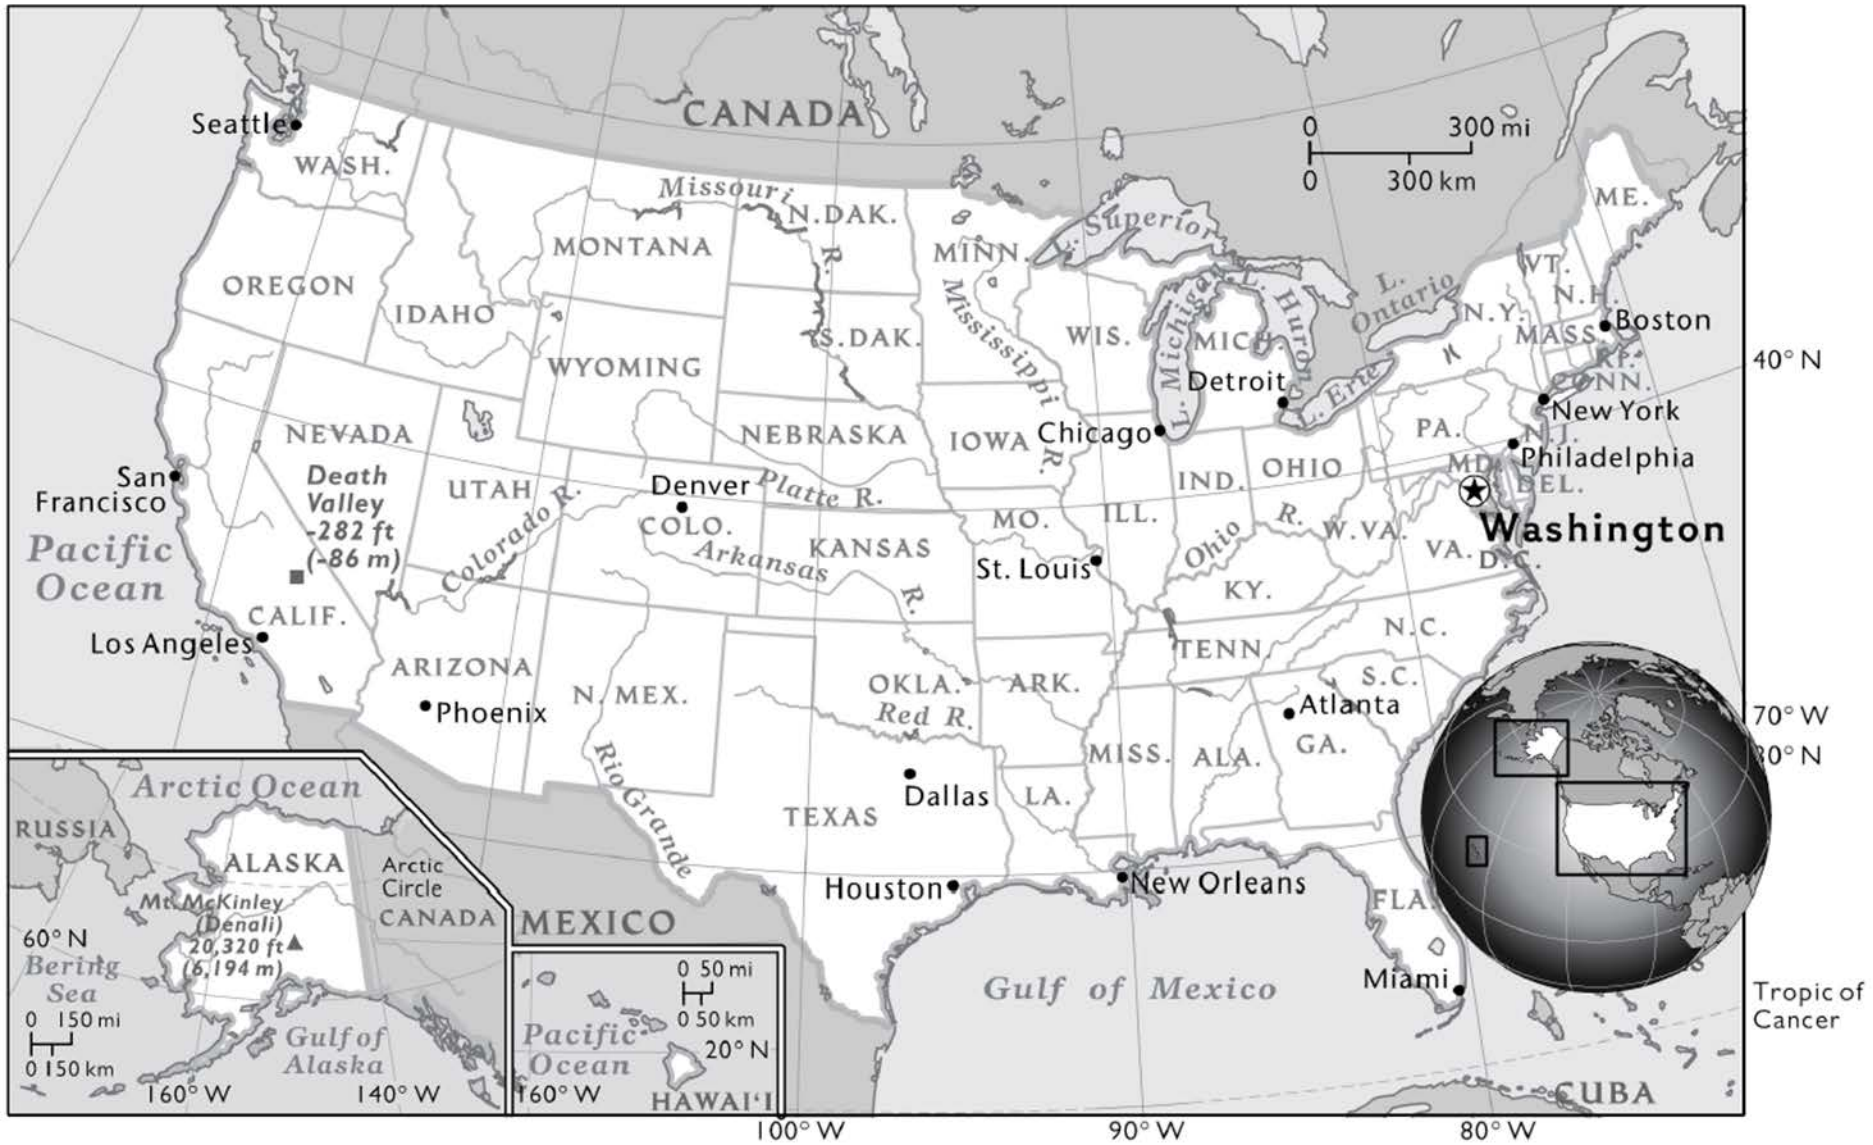 CANADA
0 300 mi
0 300 km
Seattle
WASH.
OREGON
IDAHO
MONTANA
Missouri
R.
N.DAK.
S.DAK.
MINN.
Mississippi
R.
L. Superior
WIS.
L. Michigan
MICH.
L. Huron
L.
Ontario
L. Erie
Detroit
ME.
VT.
N.H.
N.Y.
MASS.
Boston
R.I.
CONN.
New York
40° N
WYOMING
NEVADA
UTAH
NEBRASKA
IOWA
Chicago
IND.
OHIO
PA.
N.J.
Philadelphia
MD.
DEL.
Washington
D.C.
San
Francisco
Pacific
Ocean
Death
Valley
-282 ft
(-86 m)
Colorado R.
Denver
COLO.
Platte R.
Arkansas
R.
KANSAS
MO.
ILL.
St. Louis
Ohio
R.
W.VA.
VA.
KY.
CALIF.
Los Angeles
ARIZONA
Phoenix
N. MEX.
OKLA.
Red R.
ARK.
TENN.
N.C.
S.C.
Atlanta
GA.
MISS.
ALA.
70° W
30° N
Rio Grande
TEXAS
Dallas
LA.
Houston
New Orleans
FLA.
Miami
MEXICO
Gulf of Mexico
Tropic of
Cancer
CUBA
Arctic Ocean
RUSSIA
ALASKA
Arctic
Circle
CANADA
Mt. McKinley
(Denali)
20,320 ft
(6,194 m)
60° N
Bering
Sea
0 150 mi
0 150 km
Gulf of
Alaska
160° W
140° W
0 50 mi
0 50 km
Pacific
Ocean
20° N
160° W
HAWAI'I
100° W
90° W
80° W